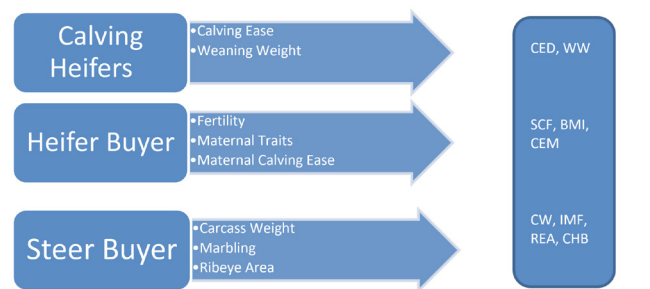 Calving
Heifers
•Calving Ease
•Weaning Weight
CED, WW
Heifer Buyer
•Fertility
•Maternal Traits
•Maternal Calving Ease
SCF, BMI,
CEM
Steer Buyer
•Carcass Weight
•Marbling
•Ribeye Area
CW, IMF,
REA, CHB